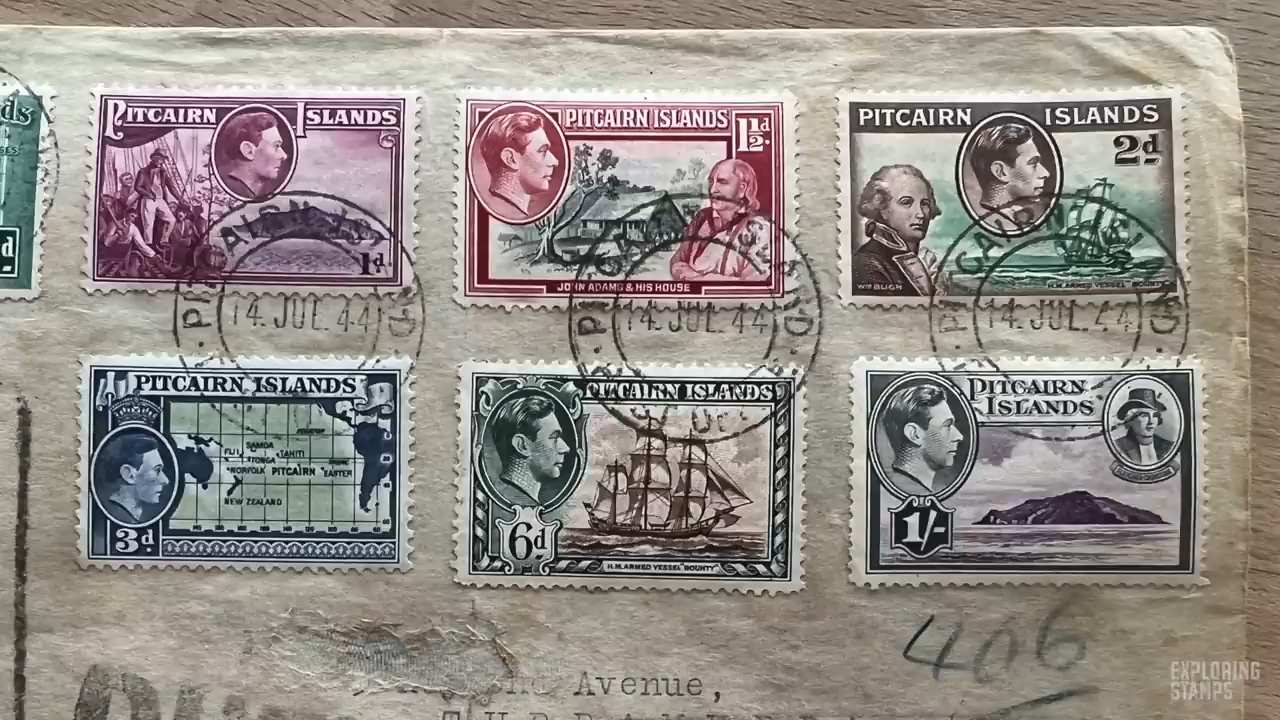 ds
d
PITCAIRN ISLANDS
1d.
PITCAIRN ISLANDS
1½d.
JOHN ADAMS & HIS HOUSE
PITCAIRN ISLANDS
2d.
WM BLIGH
H.M. ARMED VESSEL "BOUNTY"
14. JUL. 44
14. JUL. 44
14. JUL. 44
PITCAIRN ISLANDS
SAMOA
FIJI
TAHITI
TONGA
NORFOLK PITCAIRN EASTER
NEW ZEALAND
3d.
PITCAIRN ISLANDS
6d.
H.M. ARMED VESSEL "BOUNTY"
PITCAIRN
ISLANDS
1/-
406
Avenue,
EXPLORING
STAMPS